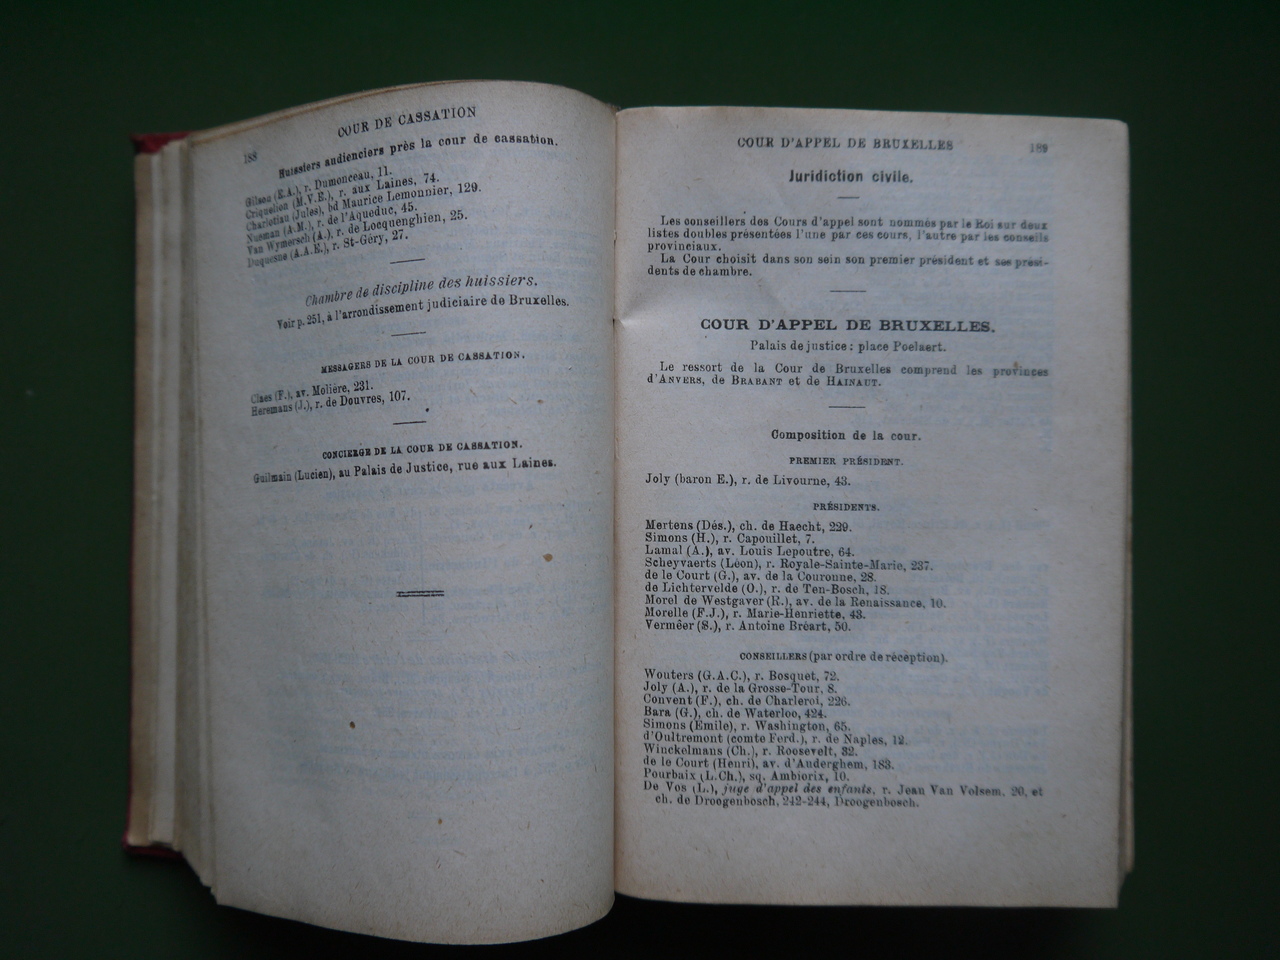 188
COUR DE CASSATION
Huissiers audienciers près la cour de cassation.
Gilson (E.A.), r. Dumonceau, 11.
Criquelion (M.V.E.), r. aux Laines, 74.
Charlotiau (Jules), bd Maurice Lemonnier, 129.
Nusman (A.M.), r. de l'Aqueduc, 45.
Van Wymersch (A.), r. de Locquenghien, 25.
Duquesne (A.A.E.), r. St-Géry, 27.
Chambre de discipline des huissiers.
Voir p. 251, à l'arrondissement judiciaire de Bruxelles.
MESSAGERS DE LA COUR DE CASSATION.
Claes (F.), av. Molière, 231.
Heremans (J.), r. de Douvres, 107.
CONCIERGE DE LA COUR DE CASSATION.
Guilmain (Lucien), au Palais de Justice, rue aux Laines.
COUR D'APPEL DE BRUXELLES 189
Juridiction civile.
Les conseillers des Cours d'appel sont nommés par le Roi sur deux
listes doubles présentées l'une par ces cours, l'autre par les conseils
provinciaux.
La Cour choisit dans son sein son premier président et ses prési-
dents de chambre.
COUR D'APPEL DE BRUXELLES.
Palais de justice : place Poelaert.
Le ressort de la Cour de Bruxelles comprend les provinces
d'ANVERS, de BRABANT et de HAINAUT.
Composition de la cour.
PREMIER PRÉSIDENT.
Joly (baron E.), r. de Livourne, 43.
PRÉSIDENTS.
Mertens (Dés.), ch. de Haecht, 229.
Simons (H.), r. Capouillet, 7.
Lamal (A.), av. Louis Lepoutre, 64.
Scheyvaerts (Léon), r. Royale-Sainte-Marie, 237.
de le Court (G.), av. de la Couronne, 28.
de Lichtervelde (O.), r. de Ten-Bosch, 18.
Morel de Westgaver (R.), av. de la Renaissance, 10.
Morelle (F.J.), r. Marie-Henriette, 43.
Vermêer (S.), r. Antoine Bréart, 50.
CONSEILLERS (par ordre de réception).
Wouters (G.A.C.), r. Bosquet, 72.
Joly (A.), r. de la Grosse-Tour, 8.
Convent (F.), ch. de Charleroi, 226.
Bara (G.), ch. de Waterloo, 424.
Simons (Emile), r. Washington, 65.
d'Oultremont (comte Ferd.), r. de Naples, 12.
Winckelmans (Ch.), r. Roosevelt, 32.
de le Court (Henri), av. d'Auderghem, 183.
Pourbaix (L.Ch.), sq. Ambiorix, 10.
De Vos (L.), juge d'appel des enfants, r. Jean Van Volsem, 20, et
ch. de Droogenbosch, 242-244, Droogenbosch.